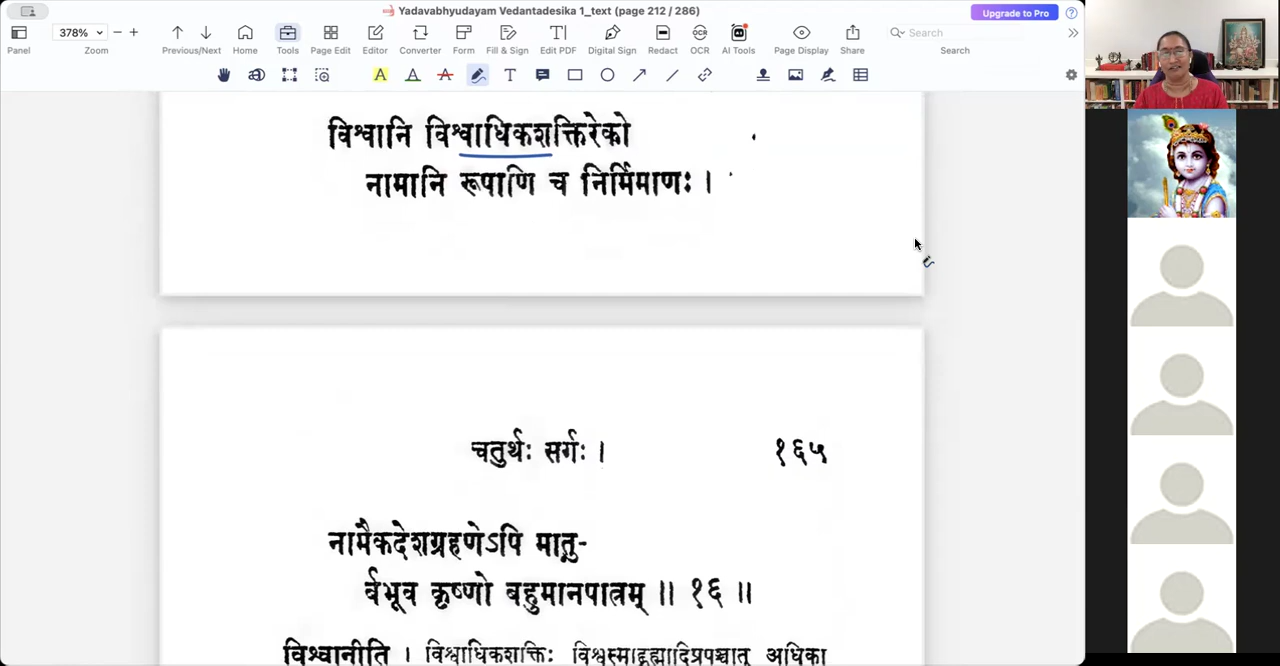 Yadavabhyudayam Vedantadesika 1_text (page 212 / 286)
Upgrade to Pro
378%
Search
Panel Zoom Previous/Next Home Tools Page Edit Editor Converter Form Fill & Sign Edit PDF Digital Sign Redact OCR AI Tools Page Display Share Search
विश्वानि विश्वाधिकशक्तिरेको
नामानि रूपाणि च निर्मिमाणः ।
चतुर्थः सर्गः । १६५
नामैकदेशग्रहणेऽपि मातु-
र्बभूव कृष्णो बहुमानपात्रम् ॥ १६ ॥
विश्वानीति । विश्वाधिकशक्तिः विश्वस्माद्ब्रह्मादिप्रपञ्चात् अधिका